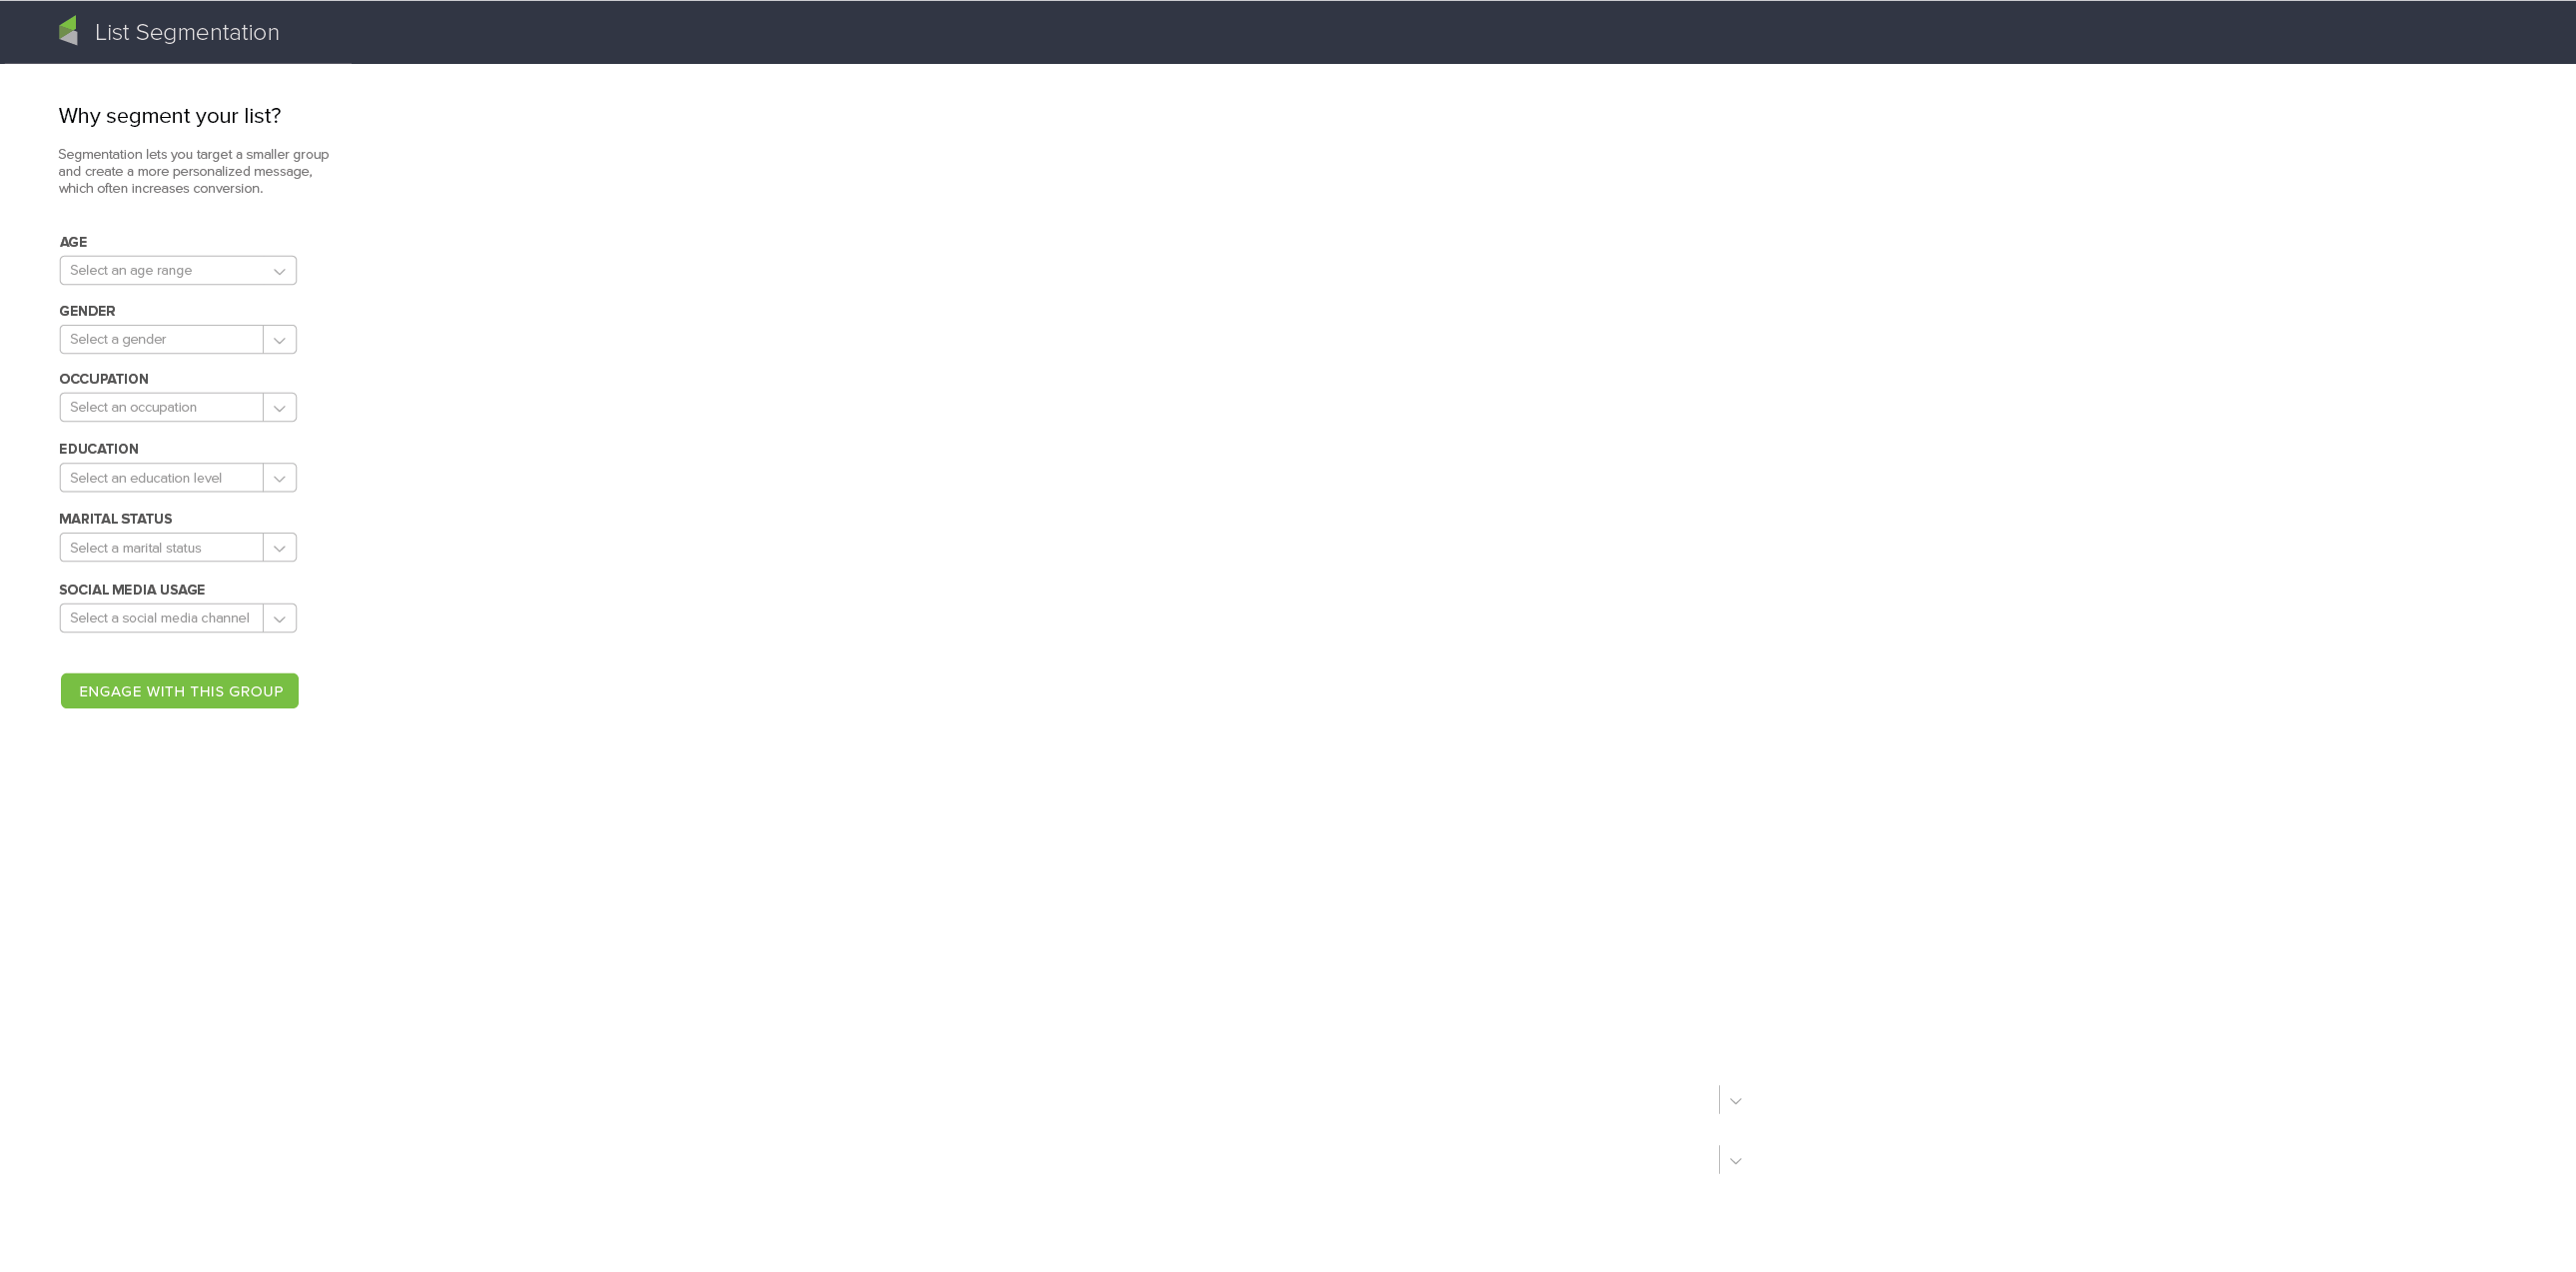 List Segmentation
Why segment your list?
Segmentation lets you target a smaller group
and create a more personalized message,
which often increases conversion.
AGE
Select an age range
GENDER
Select a gender
OCCUPATION
Select an occupation
EDUCATION
Select an education level
MARITAL STATUS
Select a marital status
SOCIAL MEDIA USAGE
Select a social media channel
ENGAGE WITH THIS GROUP